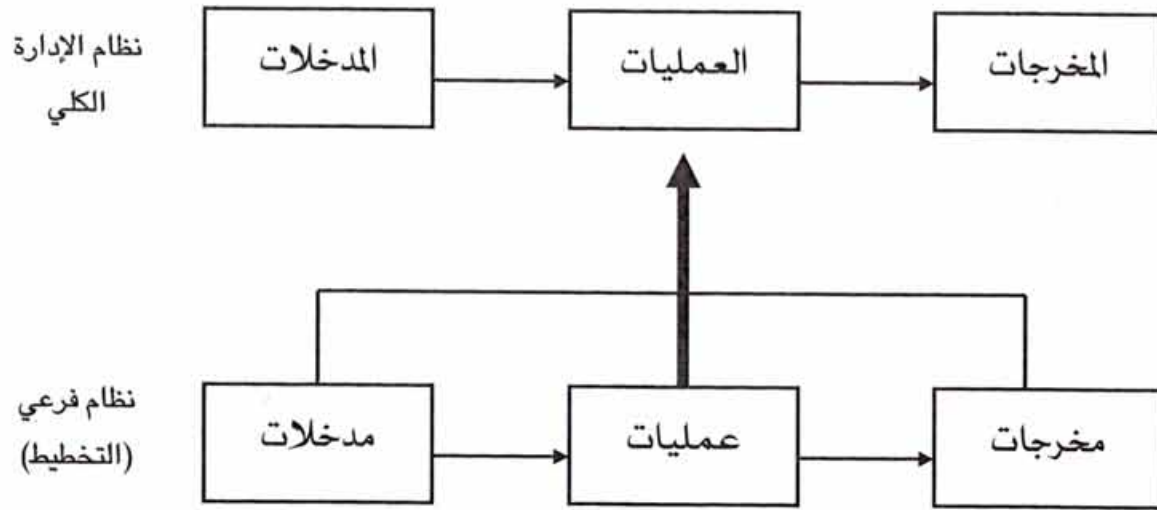 نظام الإدارة
الكلي
المدخلات
العمليات
المخرجات
نظام فرعي
(التخطيط)
مدخلات
عمليات
مخرجات